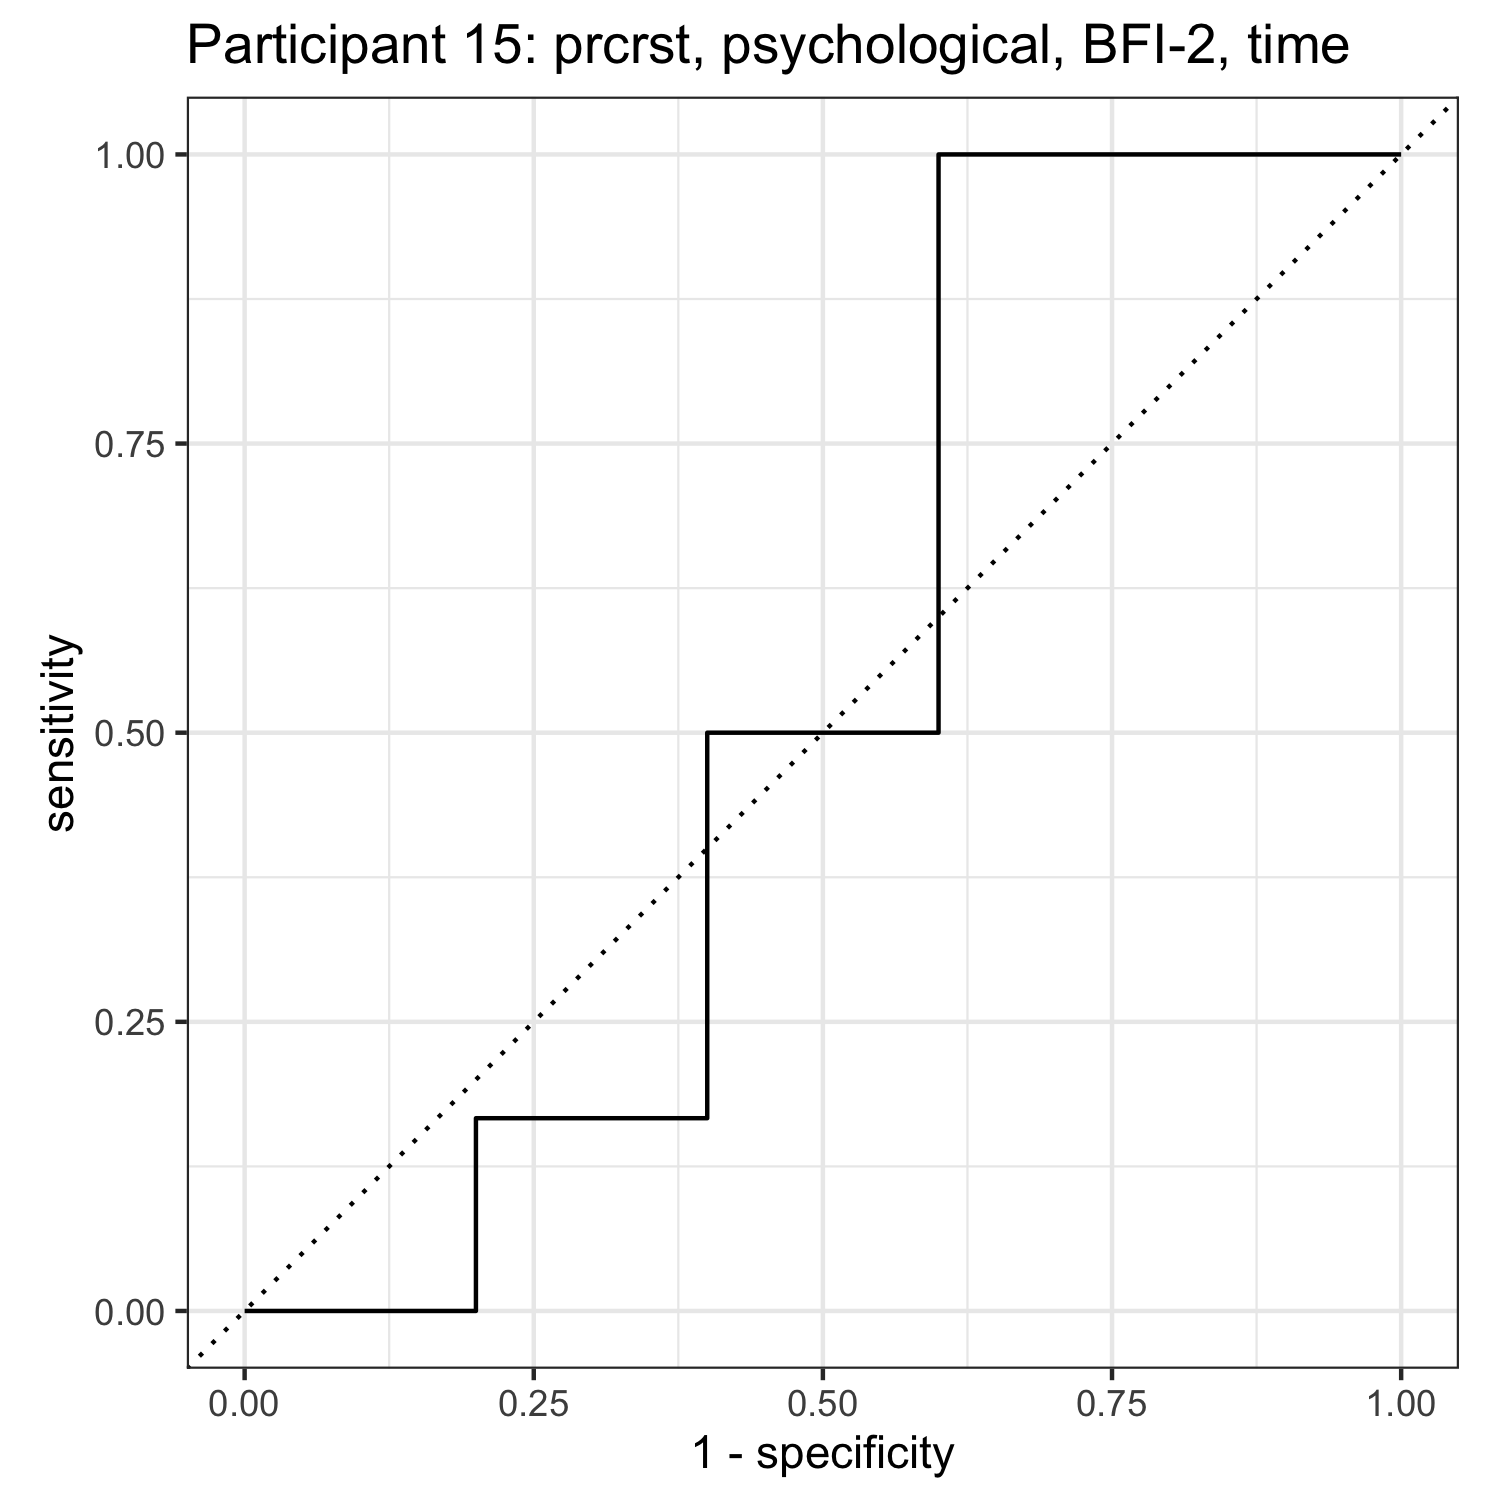 Participant 15: prcrst, psychological, BFI-2, time
1.00
0.75
0.50
0.25
0.00
sensitivity
0.00 0.25 0.50 0.75 1.00
1 - specificity